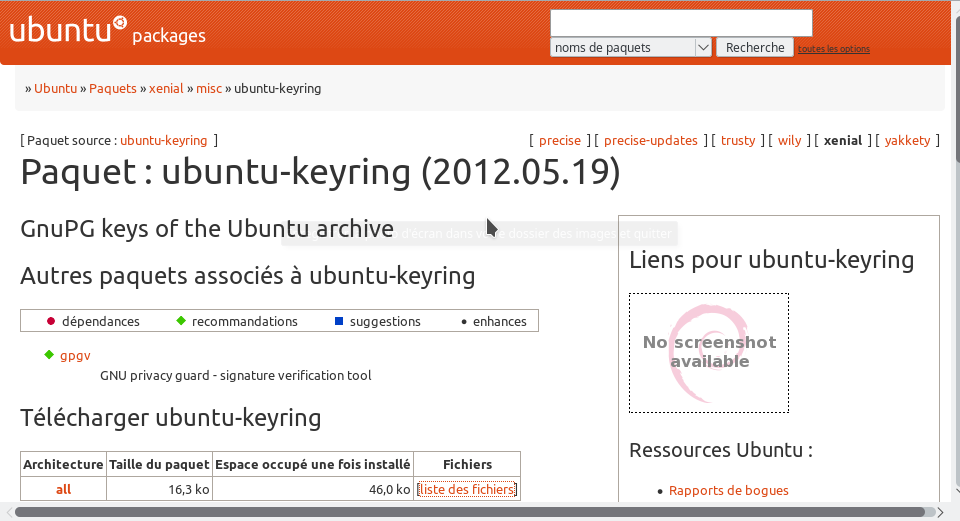 ubuntu packages
noms de paquets Recherche toutes les options
» Ubuntu » Paquets » xenial » misc » ubuntu-keyring
[ Paquet source : ubuntu-keyring ] [ precise ] [ precise-updates ] [ trusty ] [ wily ] [ xenial ] [ yakkety ]
Paquet : ubuntu-keyring (2012.05.19)
GnuPG keys of the Ubuntu archive
d'écran dans votre dossier des images et quitter
Autres paquets associés à ubuntu-keyring
dépendances recommandations suggestions enhances
gpgv
GNU privacy guard - signature verification tool
Télécharger ubuntu-keyring
Architecture Taille du paquet Espace occupé une fois installé Fichiers
all 16,3 ko 46,0 ko [liste des fichiers]
Liens pour ubuntu-keyring
No screenshot
available
Ressources Ubuntu :
Rapports de bogues